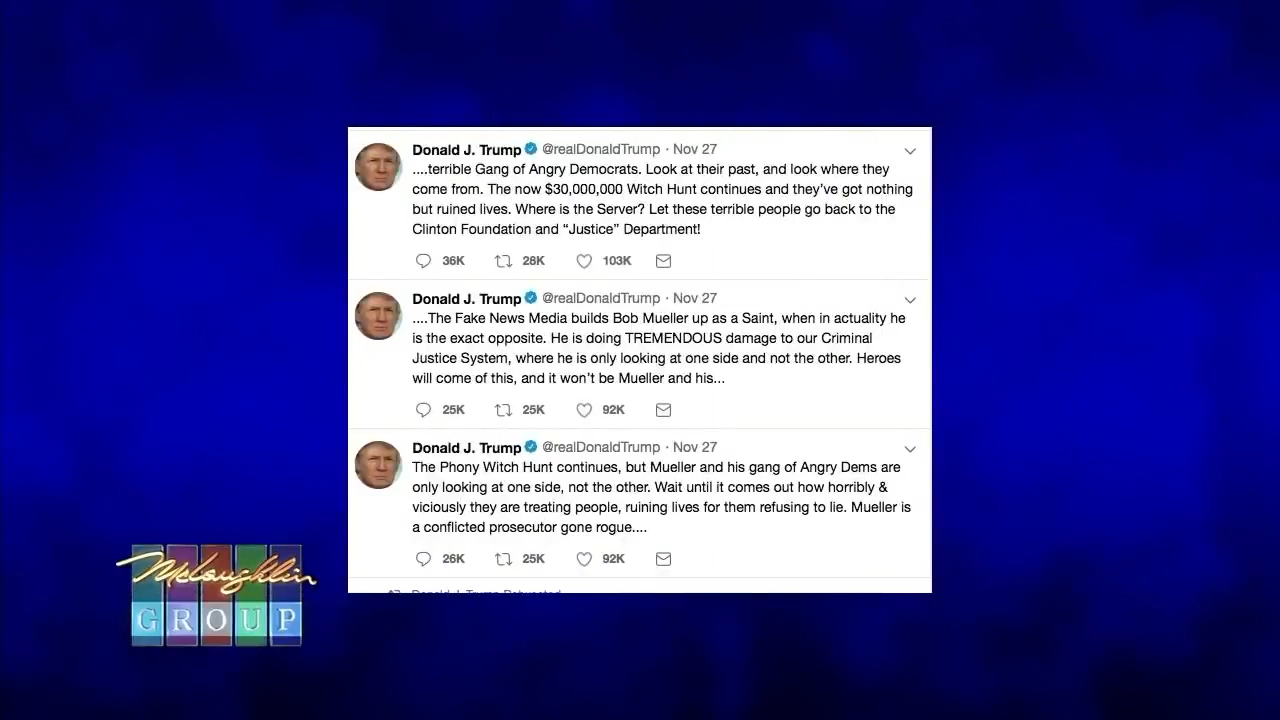 Donald J. Trump @realDonaldTrump · Nov 27
....terrible Gang of Angry Democrats. Look at their past, and look where they
come from. The now $30,000,000 Witch Hunt continues and they've got nothing
but ruined lives. Where is the Server? Let these terrible people go back to the
Clinton Foundation and “Justice” Department!
36K 28K 103K
Donald J. Trump @realDonaldTrump · Nov 27
....The Fake News Media builds Bob Mueller up as a Saint, when in actuality he
is the exact opposite. He is doing TREMENDOUS damage to our Criminal
Justice System, where he is only looking at one side and not the other. Heroes
will come of this, and it won't be Mueller and his...
25K 25K 92K
Donald J. Trump @realDonaldTrump · Nov 27
The Phony Witch Hunt continues, but Mueller and his gang of Angry Dems are
only looking at one side, not the other. Wait until it comes out how horribly &
viciously they are treating people, ruining lives for them refusing to lie. Mueller is
a conflicted prosecutor gone rogue....
26K 25K 92K
Donald J. Trump Retweeted
McLaughlin
GROUP